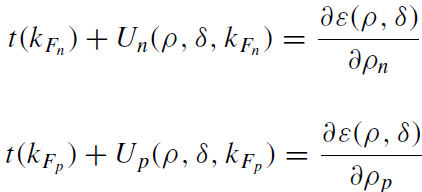 t(k_{F_n}) + U_n(ρ, δ, k_{F_n}) = ∂ε(ρ, δ) / ∂ρ_n
t(k_{F_p}) + U_p(ρ, δ, k_{F_p}) = ∂ε(ρ, δ) / ∂ρ_p